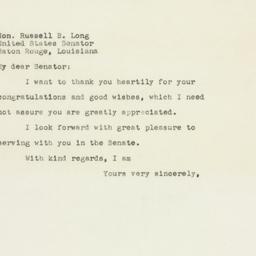 Hon. Russell B. Long
United States Senator
Baton Rouge, Louisiana
My dear Senator:
I want to thank you heartily for your
congratulations and good wishes, which I need
not assure you are greatly appreciated.
I look forward with great pleasure to
serving with you in the Senate.
With kind regards, I am
Yours very sincerely,